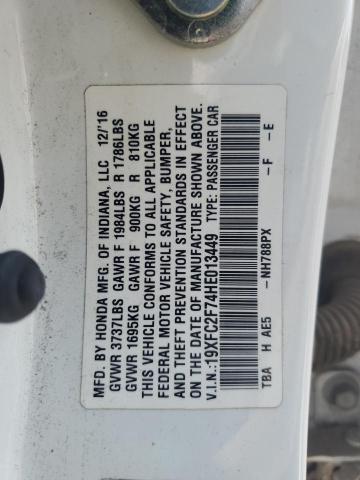 MFD. BY HONDA MFG. OF INDIANA, LLC 12/'16
GVWR 3737LBS GAWR F 1984LBS R 1786LBS
GVWR 1695KG GAWR F 900KG R 810KG
THIS VEHICLE CONFORMS TO ALL APPLICABLE
FEDERAL MOTOR VEHICLE SAFETY, BUMPER,
AND THEFT PREVENTION STANDARDS IN EFFECT
ON THE DATE OF MANUFACTURE SHOWN ABOVE.
V.I.N.:19XFC2F74HE013449 TYPE: PASSENGER CAR
-NH788PX -F -E
TBA H AE5